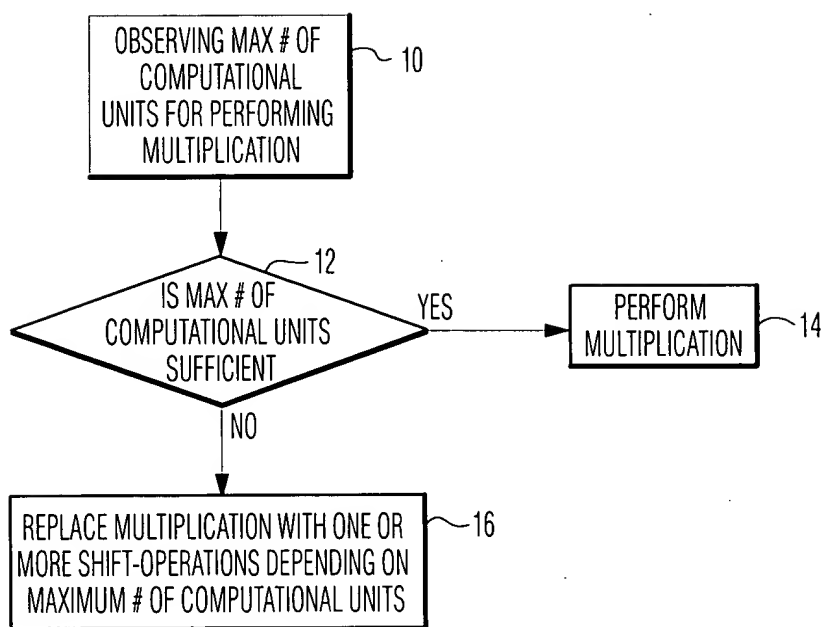 OBSERVING MAX # OF
COMPUTATIONAL
UNITS FOR PERFORMING
MULTIPLICATION
10
12
IS MAX # OF
COMPUTATIONAL UNITS
SUFFICIENT
YES
PERFORM
MULTIPLICATION
14
NO
REPLACE MULTIPLICATION WITH ONE OR
MORE SHIFT-OPERATIONS DEPENDING ON
MAXIMUM # OF COMPUTATIONAL UNITS
16